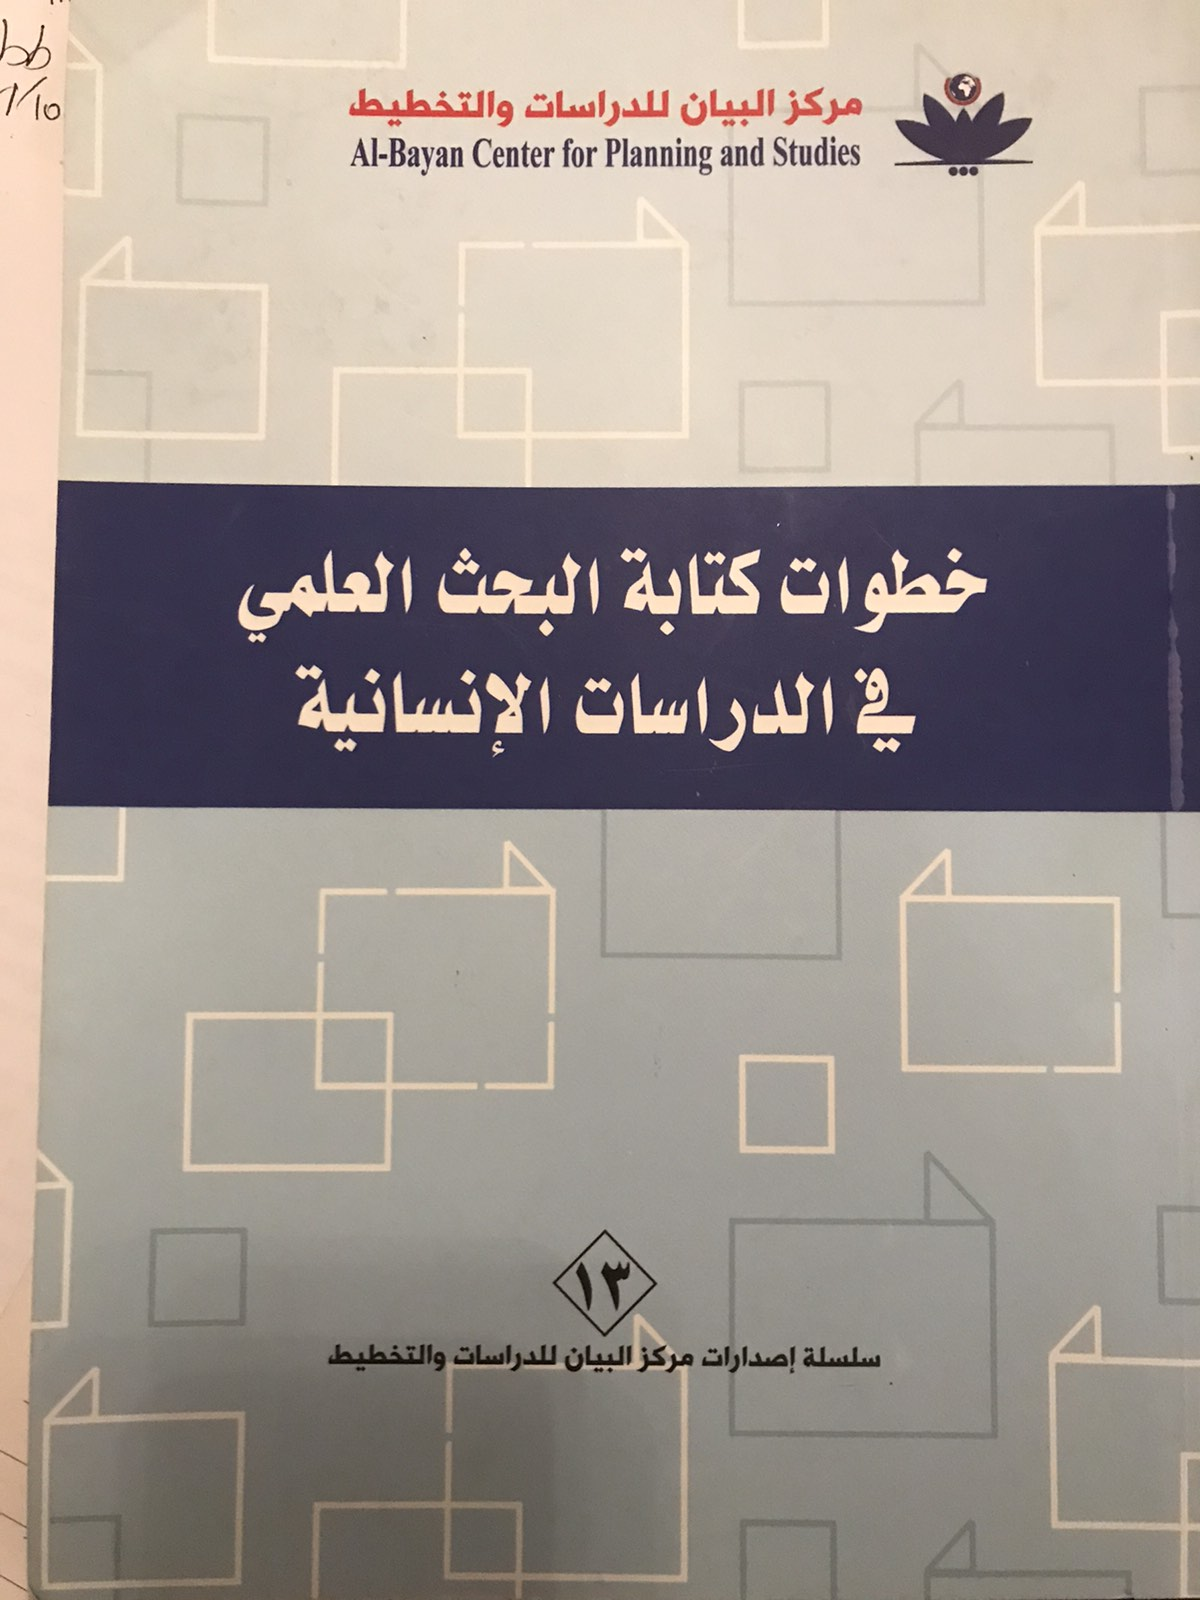 مركز البيان للدراسات والتخطيط
Al-Bayan Center for Planning and Studies
خطوات كتابة البحث العلمي
في الدراسات الإنسانية
١٣
سلسلة إصدارات مركز البيان للدراسات والتخطيط